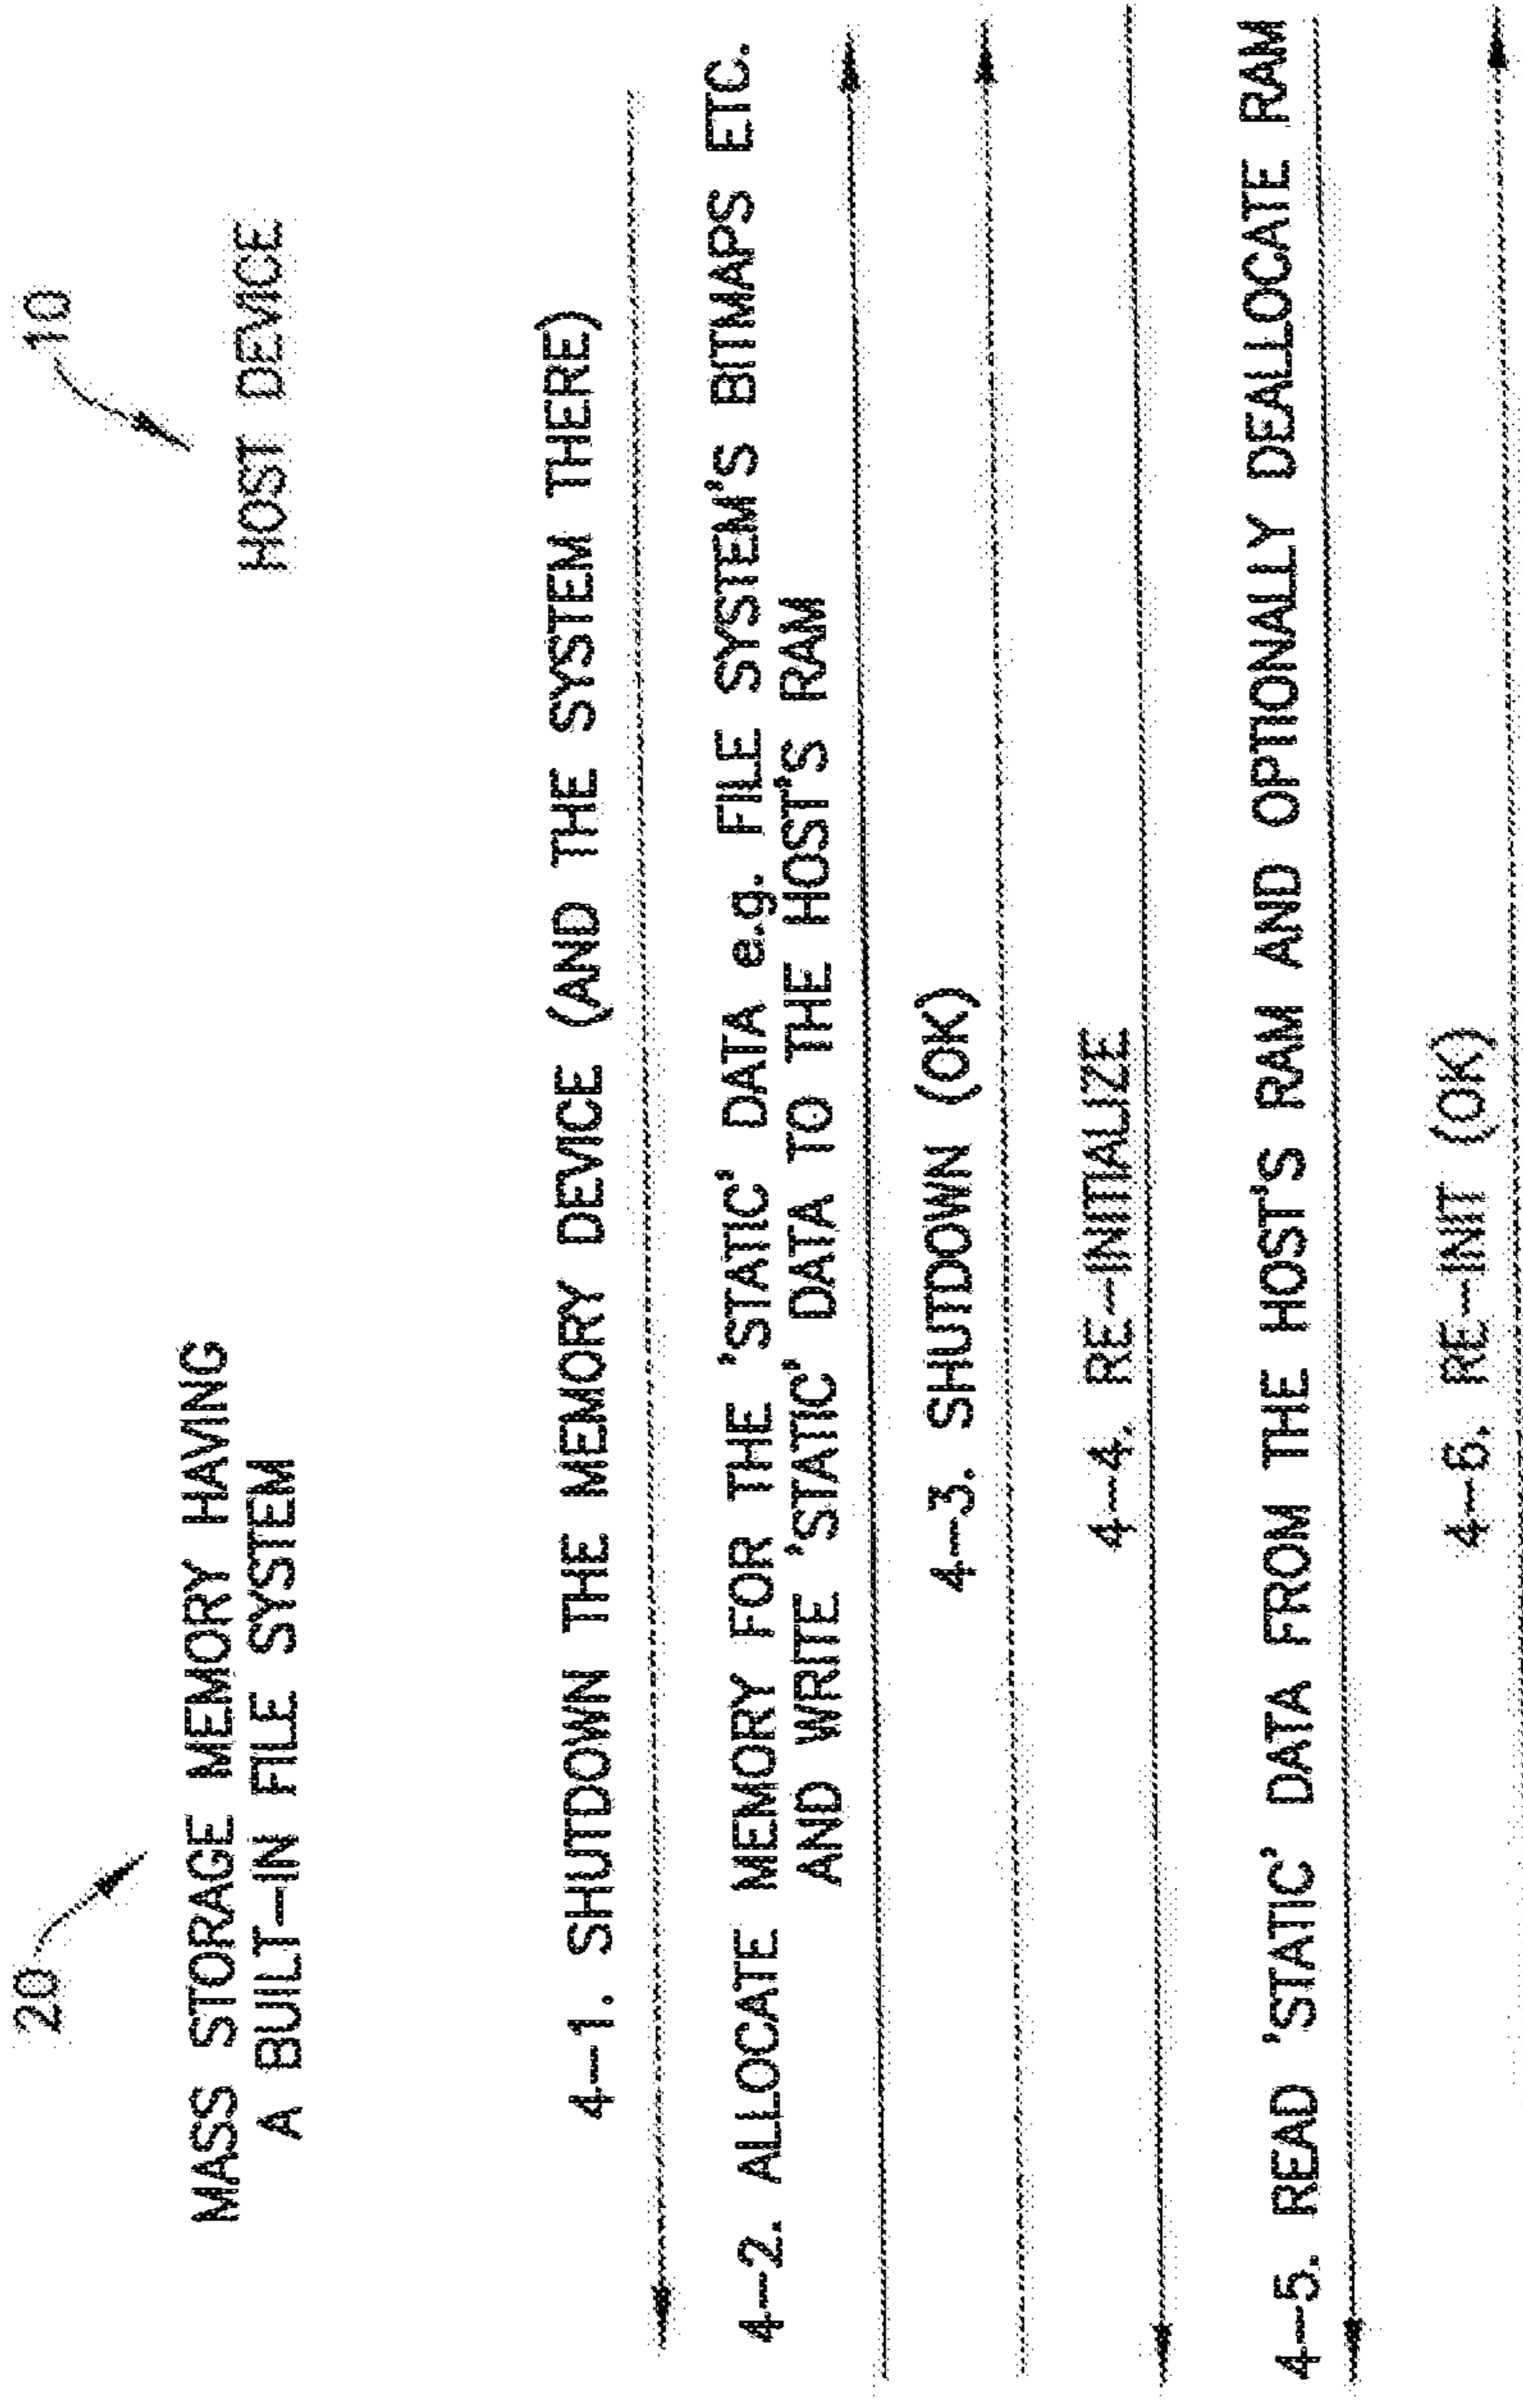 20
10
MASS STORAGE MEMORY HAVING
A BUILT-IN FILE SYSTEM
HOST DEVICE
4-1. SHUTDOWN THE MEMORY DEVICE (AND THE SYSTEM THERE)
4-2. ALLOCATE MEMORY FOR THE 'STATIC' DATA e.g. FILE SYSTEM'S BITMAPS ETC.
AND WRITE 'STATIC' DATA TO THE HOST'S RAM
4-3. SHUTDOWN (OK)
4-4. RE-INITIALIZE
4-5. READ 'STATIC' DATA FROM THE HOST'S RAM AND OPTIONALLY DEALLOCATE RAM
4-6. RE-INIT (OK)